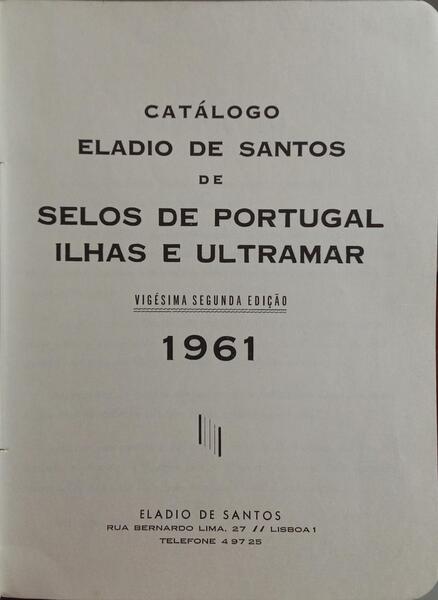 CATÁLOGO
ELADIO DE SANTOS
DE
SELOS DE PORTUGAL
ILHAS E ULTRAMAR
VIGÉSIMA SEGUNDA EDIÇÃO
1961
ELADIO DE SANTOS
RUA BERNARDO LIMA, 27 // LISBOA 1
TELEFONE 4 97 25